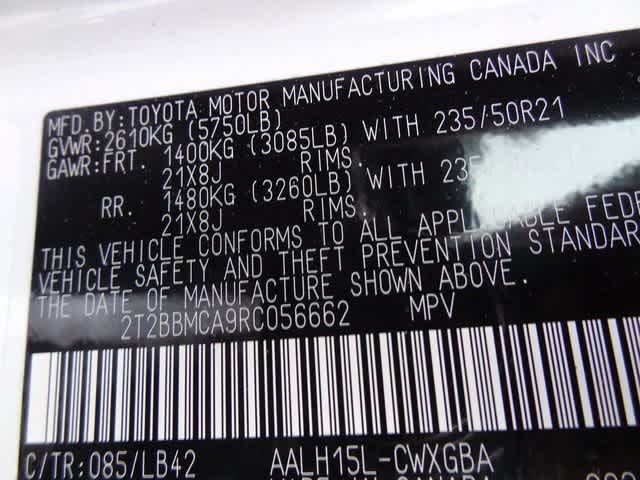 MFD.BY:TOYOTA MOTOR MANUFACTURING CANADA INC
GVWR:2610KG (5750LB)
GAWR:FRT. 1400KG (3085LB) WITH 235/50R21
21X8J RIMS.
RR. 1480KG (3260LB) WITH
21X8J RIMS.
THIS VEHICLE CONFORMS TO ALL APPLICABLE
VEHICLE SAFETY AND THEFT PREVENTION
THE DATE OF MANUFACTURE SHOWN ABOVE.
2T2BBMCA9RC056662 MPV
C/TR:085/LB42 AALH15L-CWXGBA